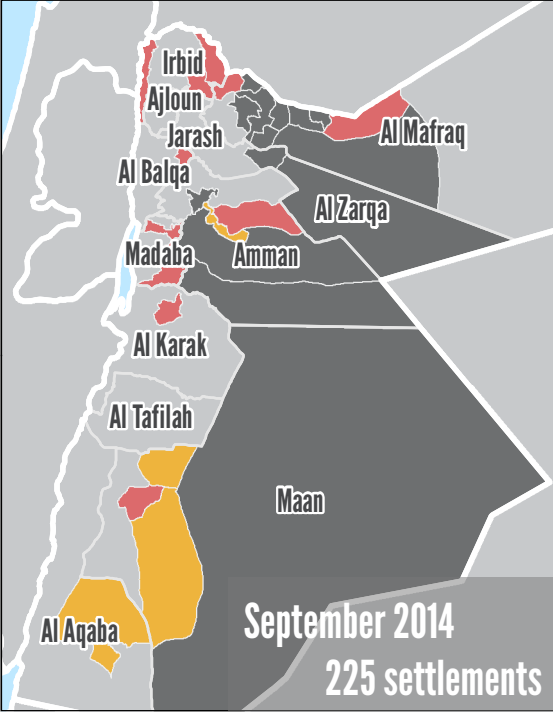 Irbid
Ajloun
Jarash
Al Mafraq
Al Balqa
Al Zarqa
Madaba
Amman
Al Karak
Al Tafilah
Maan
Al Aqaba
September 2014
225 settlements